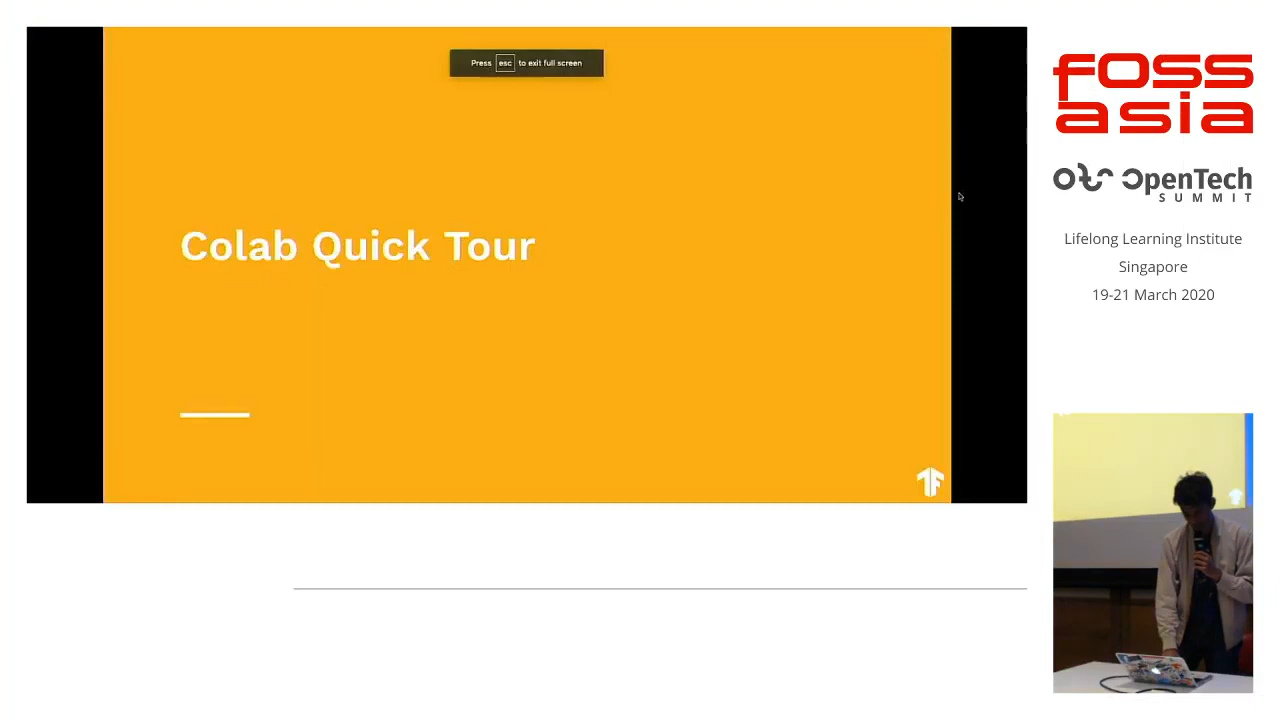 Press esc to exit full screen
Colab Quick Tour
foss
asia
OpenTech
SUMMIT
Lifelong Learning Institute
Singapore
19-21 March 2020